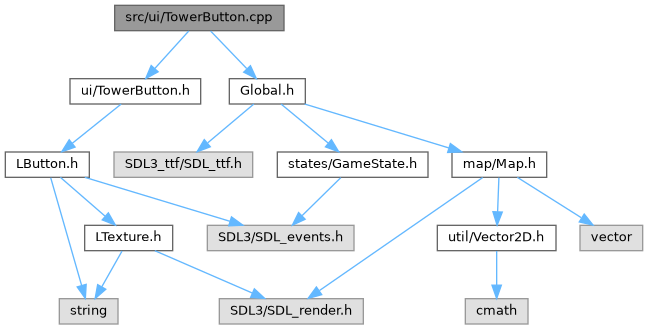 src/ui/TowerButton.cpp
ui/TowerButton.h
Global.h
LButton.h
SDL3_ttf/SDL_ttf.h
states/GameState.h
map/Map.h
LTexture.h
SDL3/SDL_events.h
util/Vector2D.h
vector
string
SDL3/SDL_render.h
cmath